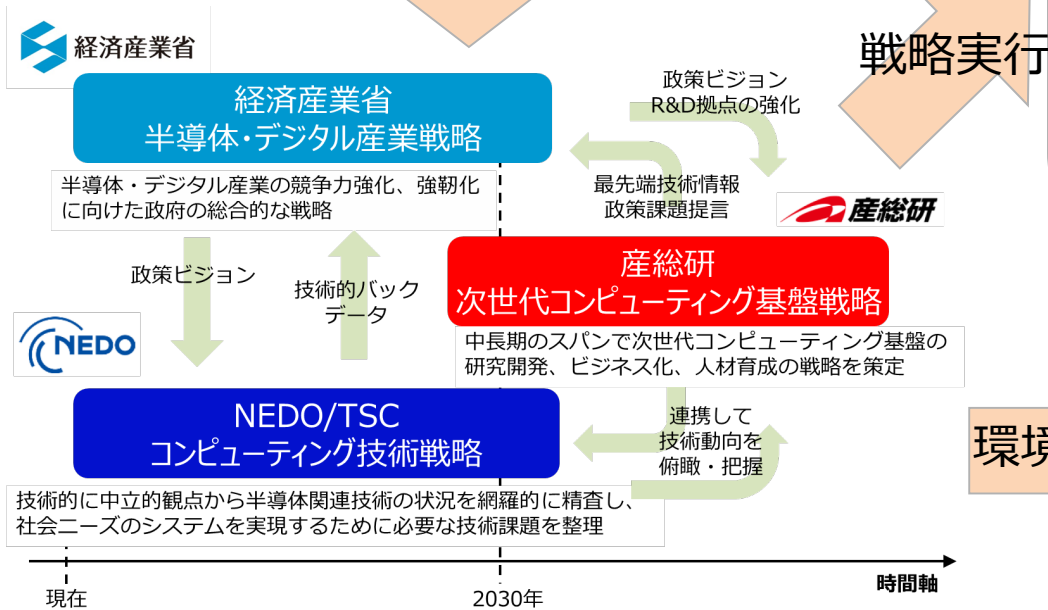 経済産業省
戦略実行
経済産業省
半導体・デジタル産業戦略
政策ビジョン
R&D拠点の強化
半導体・デジタル産業の競争力強化、強靭化
に向けた政府の総合的な戦略
最先端技術情報
政策課題提言
産総研
政策ビジョン
技術的バック
データ
産総研
次世代コンピューティング基盤戦略
NEDO
中長期のスパンで次世代コンピューティング基盤の
研究開発、ビジネス化、人材育成の戦略を策定
NEDO/TSC
コンピューティング技術戦略
連携して
技術動向を
俯瞰・把握
環境
技術的に中立的観点から半導体関連技術の状況を網羅的に精査し、
社会ニーズのシステムを実現するために必要な技術課題を整理
時間軸
現在
2030年